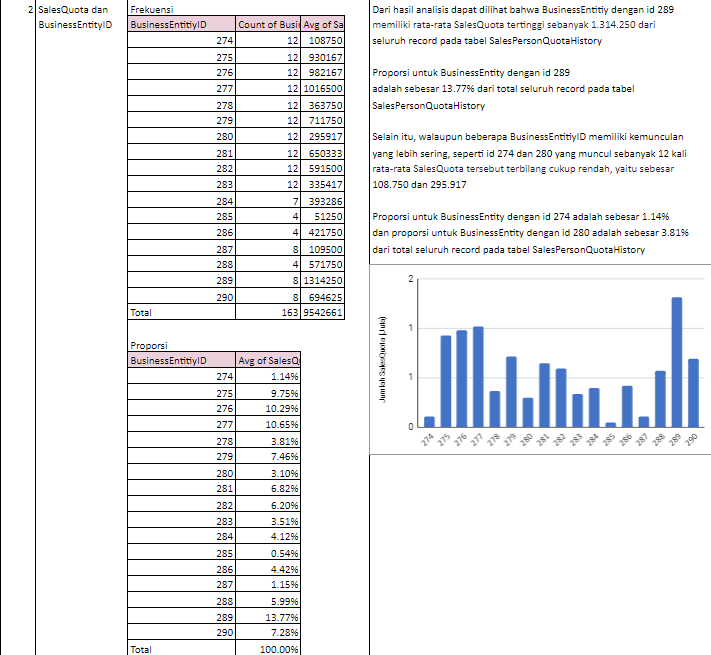 2 SalesQuota dan
BusinessEntityID
Frekuensi
BusinessEntitiyID Count of Busi Avg of Sa
274 12 108750
275 12 930167
276 12 982167
277 12 1016500
278 12 363750
279 12 711750
280 12 295917
281 12 650333
282 12 591500
283 12 335417
284 7 393286
285 4 51250
286 4 421750
287 8 109500
288 4 571750
289 8 1314250
290 8 694625
Total 163 9542661
Proporsi
BusinessEntitiyID Avg of SalesQ
274 1.14%
275 9.75%
276 10.29%
277 10.65%
278 3.81%
279 7.46%
280 3.10%
281 6.82%
282 6.20%
283 3.51%
284 4.12%
285 0.54%
286 4.42%
287 1.15%
288 5.99%
289 13.77%
290 7.28%
Total 100.00%
Dari hasil analisis dapat dilihat bahwa BusinessEntitiy dengan id 289
memiliki rata-rata SalesQuota tertinggi sebanyak 1.314.250 dari
seluruh record pada tabel SalesPersonQuotaHistory
Proporsi untuk BusinessEntity dengan id 289
adalah sebesar 13.77% dari total seluruh record pada tabel
SalesPersonQuotaHistory
Selain itu, walaupun beberapa BusinessEntitiyID memiliki kemunculan
yang lebih sering, seperti id 274 dan 280 yang muncul sebanyak 12 kali
rata-rata SalesQuota tersebut terbilang cukup rendah, yaitu sebesar
108.750 dan 295.917
Proporsi untuk BusinessEntity dengan id 274 adalah sebesar 1.14%
dan proporsi untuk BusinessEntity dengan id 280 adalah sebesar 3.81%
dari total seluruh record pada tabel SalesPersonQuotaHistory
Jumlah SalesQuota (Juta)
2
1
1
0
274 275 276 277 278 279 280 281 282 283 284 285 286 287 288 289 290